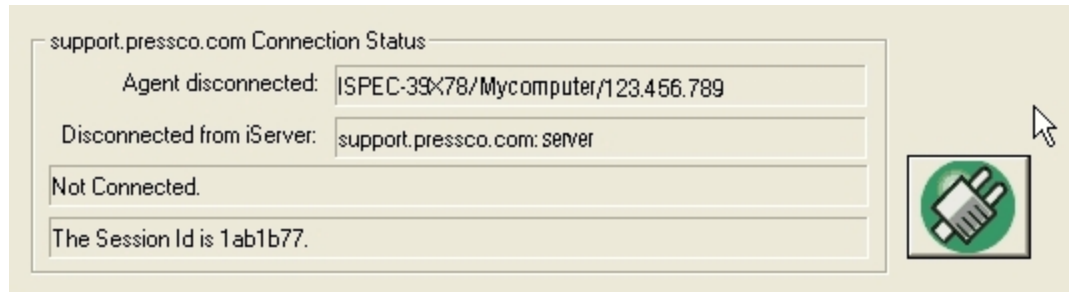 support.pressco.com Connection Status
Agent disconnected: ISPEC-39X78/Mycomputer/123.456.789
Disconnected from iServer: support.pressco.com: server
Not Connected.
The Session Id is 1ab1b77.